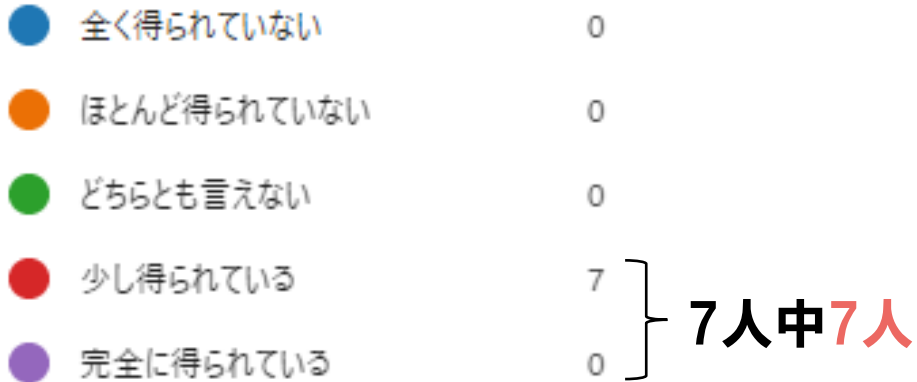 全く得られていない 0
ほとんど得られていない 0
どちらとも言えない 0
少し得られている 7
完全に得られている 0
7人中7人